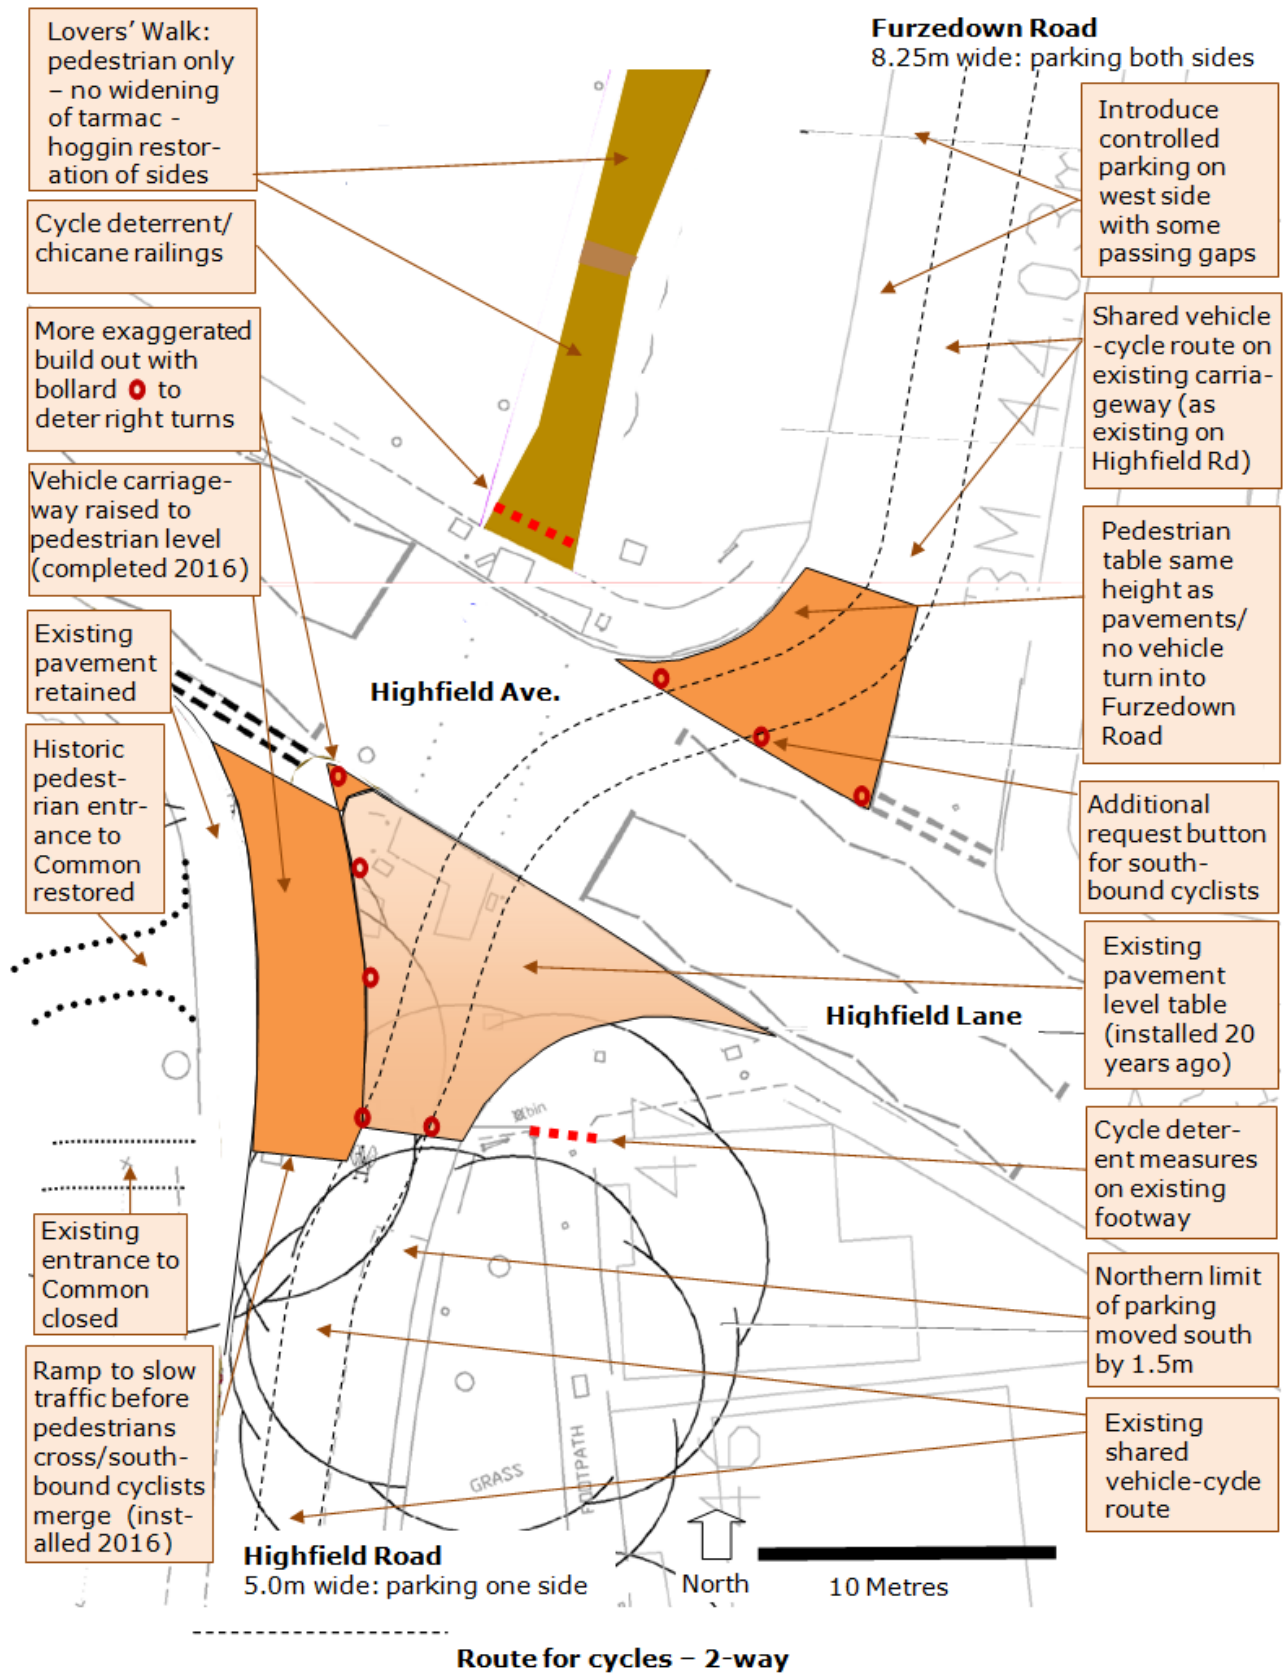 Lovers’ Walk:
pedestrian only
– no widening
of tarmac -
hoggin restor-
ation of sides
Cycle deterrent/
chicane railings
More exaggerated
build out with
bollard to
deter right turns
Vehicle carriage-
way raised to
pedestrian level
(completed 2016)
Existing
pavement
retained
Historic
pedest-
rian entr-
ance to
Common
restored
Existing
entrance to
Common
closed
Ramp to slow
traffic before
pedestrians
cross/south-
bound cyclists
merge (inst-
alled 2016)
Furzedown Road
8.25m wide: parking both sides
Highfield Ave.
Highfield Lane
bin
GRASS
FOOTPATH
Highfield Road
5.0m wide: parking one side
North
10 Metres
Route for cycles – 2-way
Introduce
controlled
parking on
west side
with some
passing gaps
Shared vehicle
-cycle route on
existing carria-
geway (as
existing on
Highfield Rd)
Pedestrian
table same
height as
pavements/
no vehicle
turn into
Furzedown
Road
Additional
request button
for south-
bound cyclists
Existing
pavement
level table
(installed 20
years ago)
Cycle deter-
ent measures
on existing
footway
Northern limit
of parking
moved south
by 1.5m
Existing
shared
vehicle-cycle
route